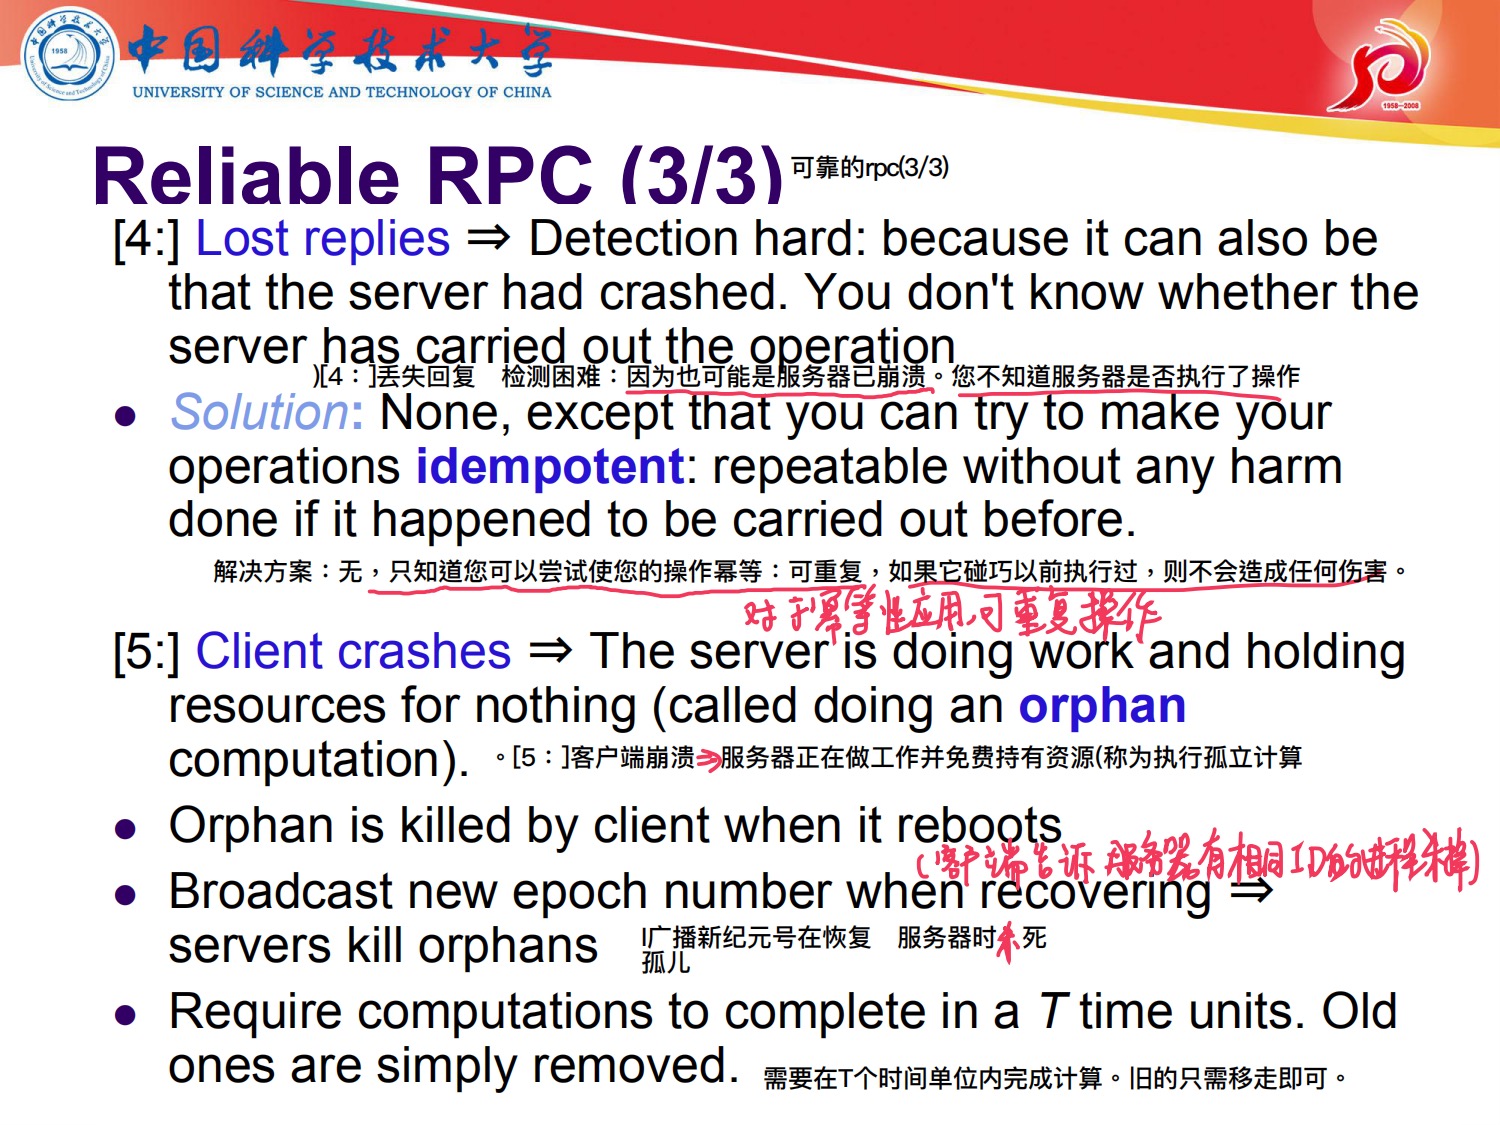 中国科学技术大学
UNIVERSITY OF SCIENCE AND TECHNOLOGY OF CHINA
1958
1958-2008
Reliable RPC (3/3)
可靠的rpc(3/3)
[4:] Lost replies ⇒ Detection hard: because it can also be
that the server had crashed. You don't know whether the
server has carried out the operation
)[4：]丢失回复 检测困难：因为也可能是服务器已崩溃。您不知道服务器是否执行了操作
● Solution: None, except that you can try to make your
operations idempotent: repeatable without any harm
done if it happened to be carried out before.
解决方案：无，只知道您可以尝试使您的操作幂等：可重复，如果它碰巧以前执行过，则不会造成任何伤害。
对于幂等性应用,可重复操作
[5:] Client crashes ⇒ The server is doing work and holding
resources for nothing (called doing an orphan
computation).
。[5：]客户端崩溃⇒服务器正在做工作并免费持有资源(称为执行孤立计算
● Orphan is killed by client when it reboots
(客户端告诉服务器有相同ID的进程杀掉)
● Broadcast new epoch number when recovering ⇒
servers kill orphans
l广播新纪元号在恢复 服务器时杀死
孤儿
● Require computations to complete in a T time units. Old
ones are simply removed.
需要在T个时间单位内完成计算。旧的只需移走即可。